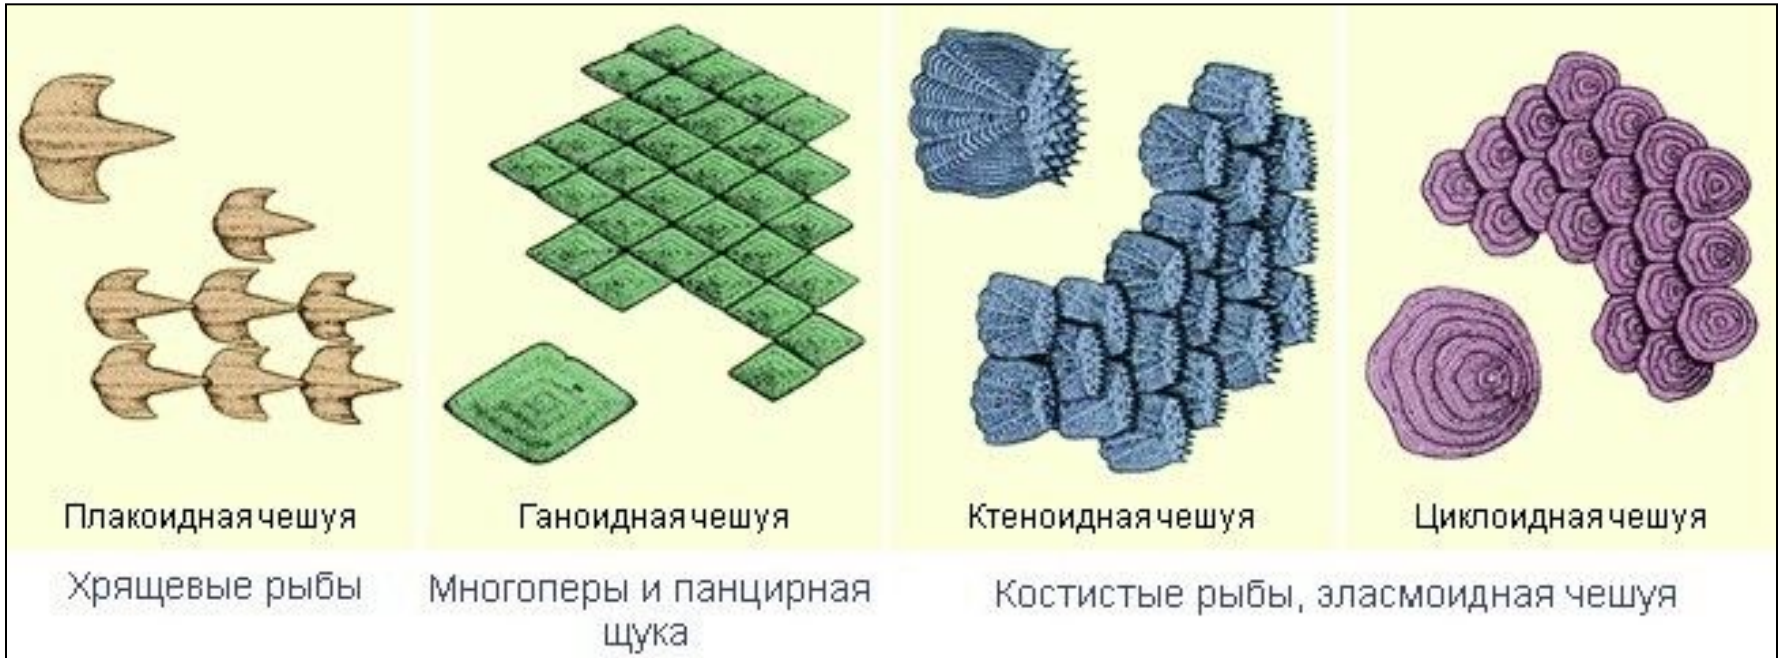 Плакоидная чешуя
Ганоидная чешуя
Ктеноидная чешуя
Циклоидная чешуя
Хрящевые рыбы
Многоперы и панцирная
щука
Костистые рыбы, эласмоидная чешуя